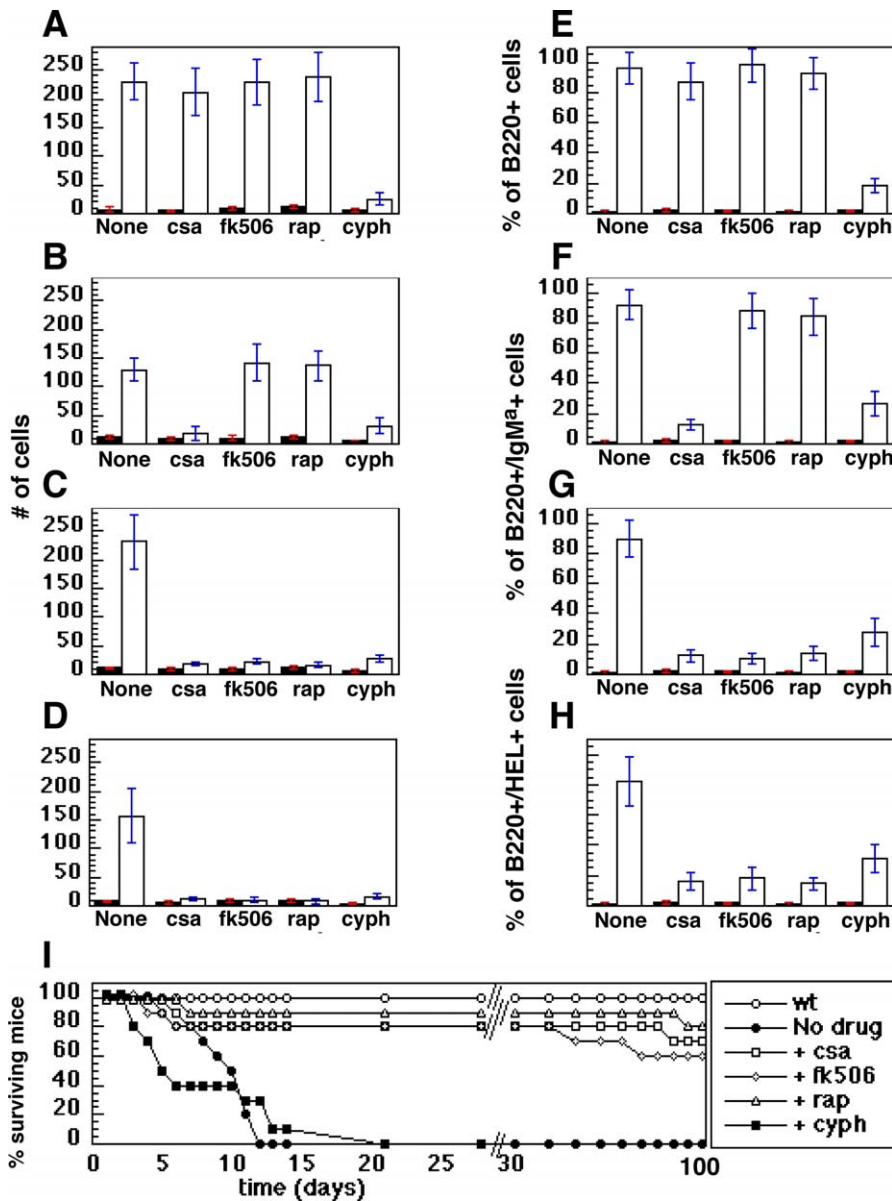 A
250
200
150
100
50
0
None csa fk506 rap cyph
B
250
200
150
100
50
0
None csa fk506 rap cyph
C
250
200
150
100
50
0
None csa fk506 rap cyph
D
250
200
150
100
50
0
None csa fk506 rap cyph
# of cells
E
100
80
60
40
20
0
None csa fk506 rap cyph
% of B220+ cells
F
100
80
60
40
20
0
None csa fk506 rap cyph
% of B220+/IgMª+ cells
G
100
80
60
40
20
0
None csa fk506 rap cyph
% of B220+/HEL+ cells
H
None csa fk506 rap cyph
I
% surviving mice
100
80
60
40
20
0
0 5 10 15 20 25 30 100
time (days)
wt
No drug
+ csa
+ fk506
+ rap
+ cyph